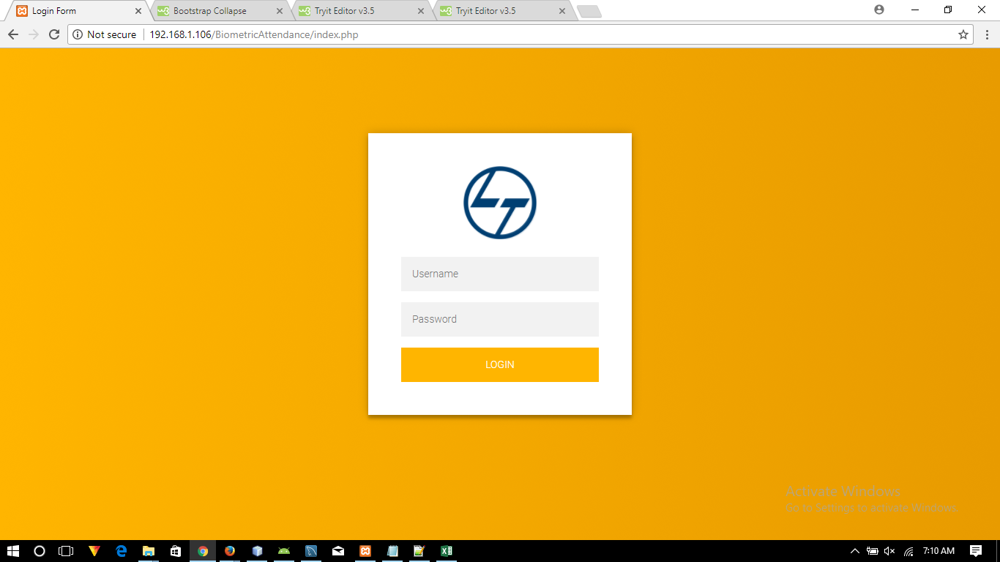 Login Form
Bootstrap Collapse
Tryit Editor v3.5
Tryit Editor v3.5
Not secure
192.168.1.106/BiometricAttendance/index.php
LT
Username
Password
LOGIN
Activate Windows
Go to Settings to activate Windows.
7:10 AM